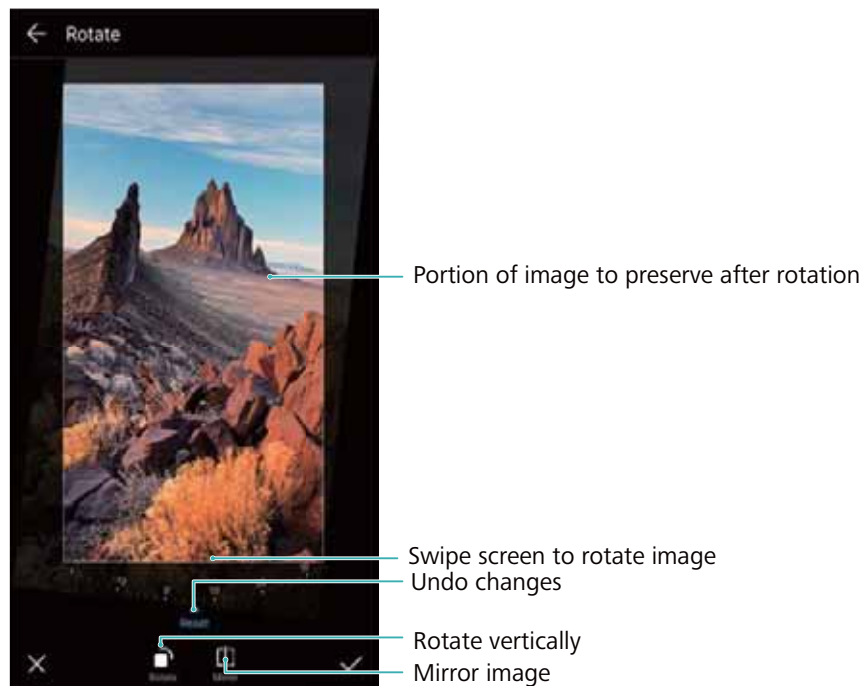 Rotate
Portion of image to preserve after rotation
Swipe screen to rotate image
Undo changes
Reset
Rotate vertically
Rotate
Mirror
Mirror image